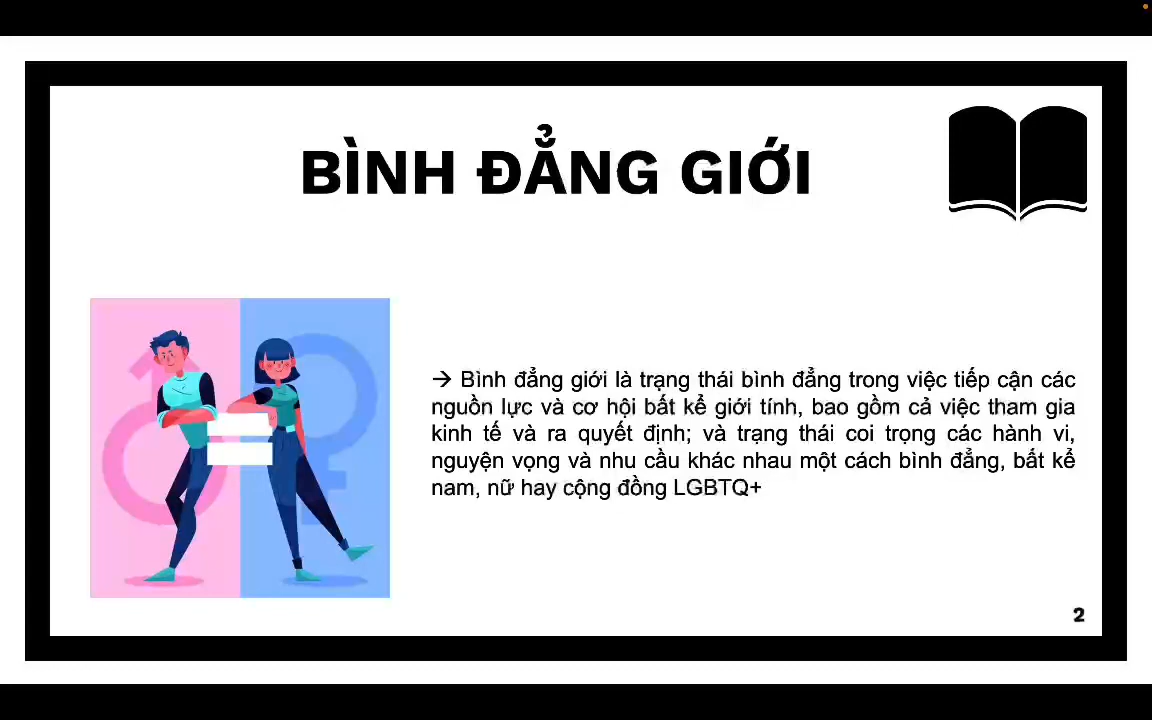 BÌNH ĐẲNG GIỚI
→ Bình đẳng giới là trạng thái bình đẳng trong việc tiếp cận các
nguồn lực và cơ hội bất kể giới tính, bao gồm cả việc tham gia
kinh tế và ra quyết định; và trạng thái coi trọng các hành vi,
nguyện vọng và nhu cầu khác nhau một cách bình đẳng, bất kể
nam, nữ hay cộng đồng LGBTQ+
2